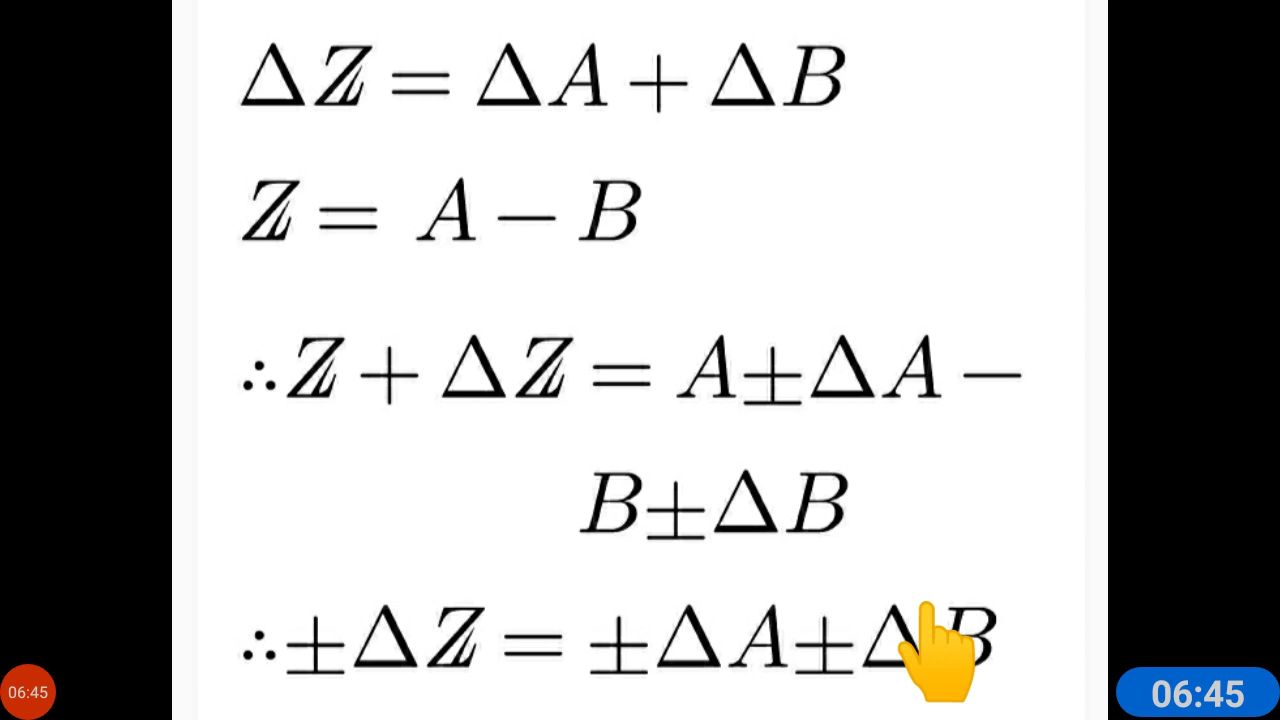 ΔZ = ΔA + ΔB
Z = A − B
∴ Z + ΔZ = A ± ΔA −
B ± ΔB
∴ ± ΔZ = ± ΔA ± ΔB
06:45
06:45